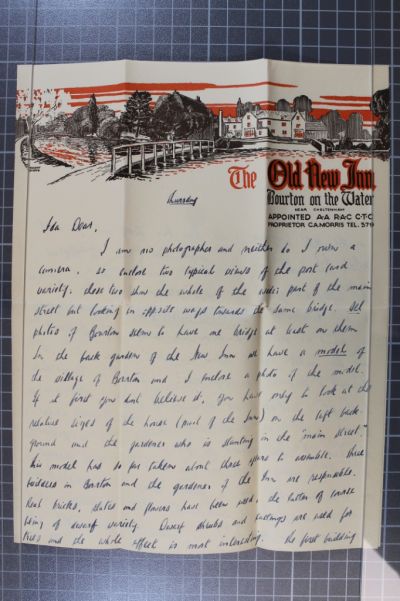 The Old New Inn
Bourton on the Water
NEAR CHELTENHAM
APPOINTED A·A R·A·C C·T·C
PROPRIETOR C.A.MORRIS TEL. 579
Thursday
Ida Dear,
I am no photographer and neither do I own a
camera, so enclose two typical views of the post card
variety. These two show the whole of the main
street but looking in opposite ways towards the same bridge. All
photos of Bourton seem to have one bridge at least on them
In the back gardens of the New Inn we have a model of
the village of Bourton and I enclose a photo of the model.
If at first you don't believe it, you have only to look at the
relative sizes of the house (part of the Inn) on the left back
ground and the gardener who is standing in the "main street."
This model has so far taken about three years to assemble. Three
builders in Bourton and the gardener of the Inn are responsible.
Real bricks, slates and flowers have been used, the latter of course
being of dwarf variety. Dwarf shrubs and cuttings are used for
trees and the whole effect is most interesting. The first building